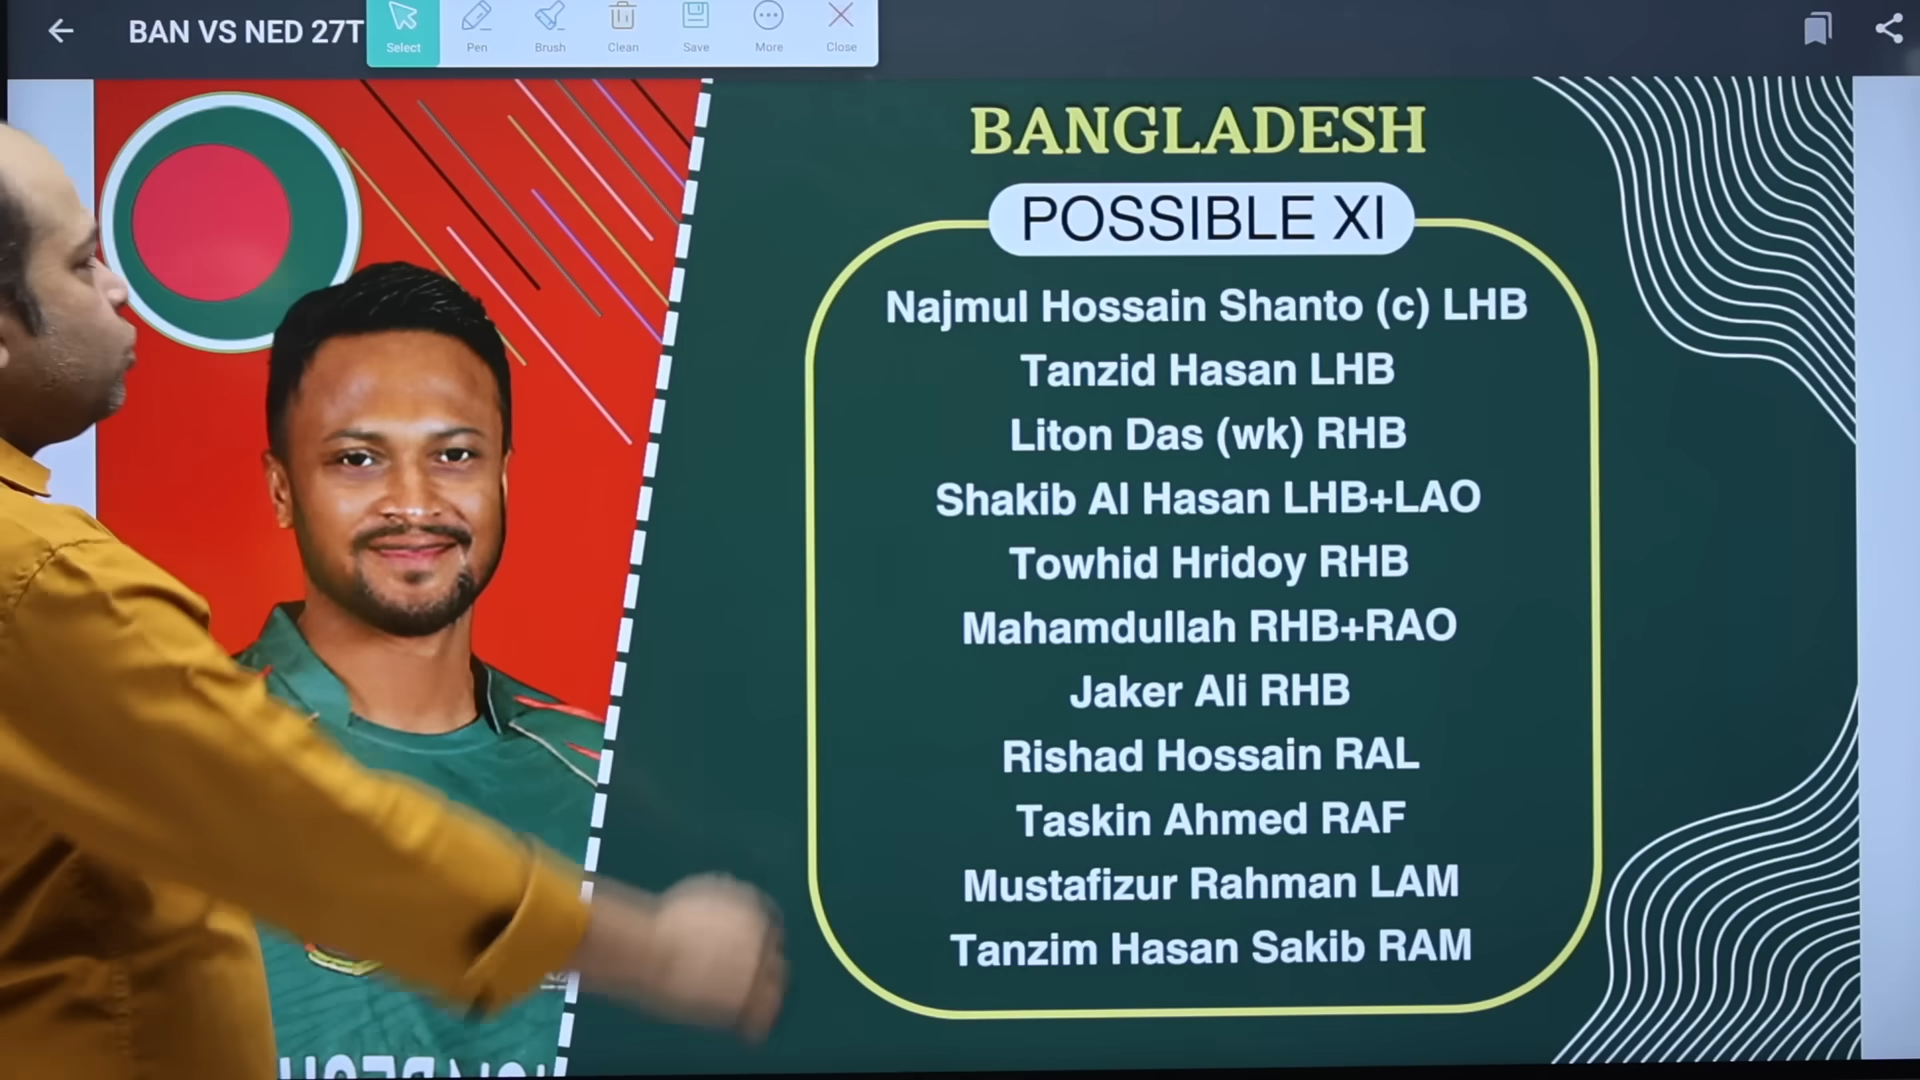 BAN VS NED 27T
Select
Pen
Brush
Clean
Save
More
Close
BANGLADESH
POSSIBLE XI
Najmul Hossain Shanto (c) LHB
Tanzid Hasan LHB
Liton Das (wk) RHB
Shakib Al Hasan LHB+LAO
Towhid Hridoy RHB
Mahamdullah RHB+RAO
Jaker Ali RHB
Rishad Hossain RAL
Taskin Ahmed RAF
Mustafizur Rahman LAM
Tanzim Hasan Sakib RAM